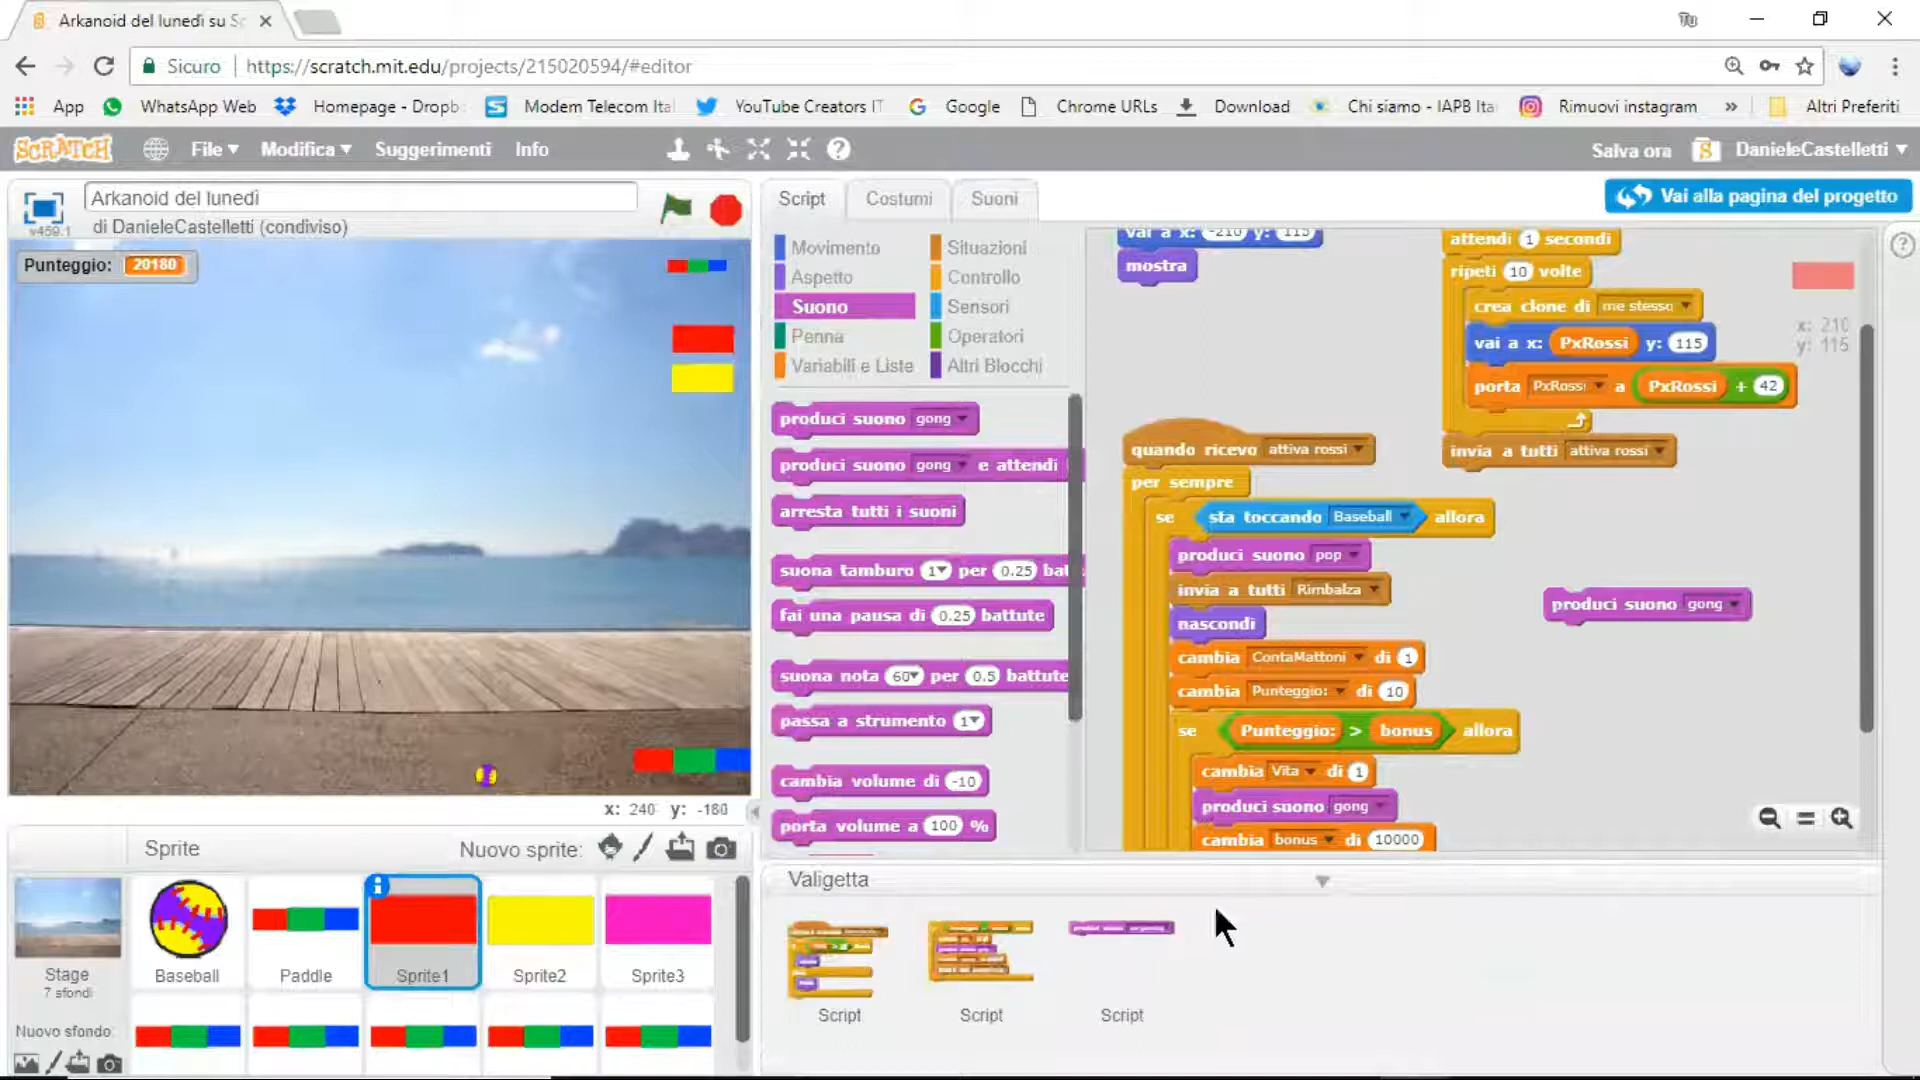 Arkanoid del lunedì su Sc
Sicuro
https://scratch.mit.edu/projects/215020594/#editor
App
WhatsApp Web
Homepage - Dropb
Modem Telecom Ita
YouTube Creators IT
Google
Chrome URLs
Download
Chi siamo - IAPB Ita
Rimuovi instagram
»
Altri Preferiti
SCRATCH
File
Modifica
Suggerimenti
Info
Salva ora
DanieleCastelletti
v459.1
Arkanoid del lunedì
di DanieleCastelletti (condiviso)
Punteggio: 20180
x: 240 y: -180
Script
Costumi
Suoni
Vai alla pagina del progetto
Movimento
Situazioni
Aspetto
Controllo
Suono
Sensori
Penna
Operatori
Variabili e Liste
Altri Blocchi
produci suono gong
produci suono gong e attendi
arresta tutti i suoni
suona tamburo 1 per 0.25 bat
fai una pausa di 0.25 battute
suona nota 60 per 0.5 battute
passa a strumento 1
cambia volume di -10
porta volume a 100 %
vai a x: -210 y: 115
mostra
attendi 1 secondi
ripeti 10 volte
crea clone di me stesso
vai a x: PxRossi y: 115
porta PxRossi a PxRossi + 42
invia a tutti attiva rossi
x: 210
y: 115
quando ricevo attiva rossi
per sempre
se sta toccando Baseball allora
produci suono pop
invia a tutti Rimbalza
nascondi
cambia ContaMattoni di 1
cambia Punteggio: di 10
se Punteggio: > bonus allora
cambia Vita di 1
produci suono gong
cambia bonus di 10000
produci suono gong
Sprite
Nuovo sprite:
Stage
7 sfondi
Nuovo sfondo:
Baseball
Paddle
Sprite1
Sprite2
Sprite3
Valigetta
Script
Script
Script